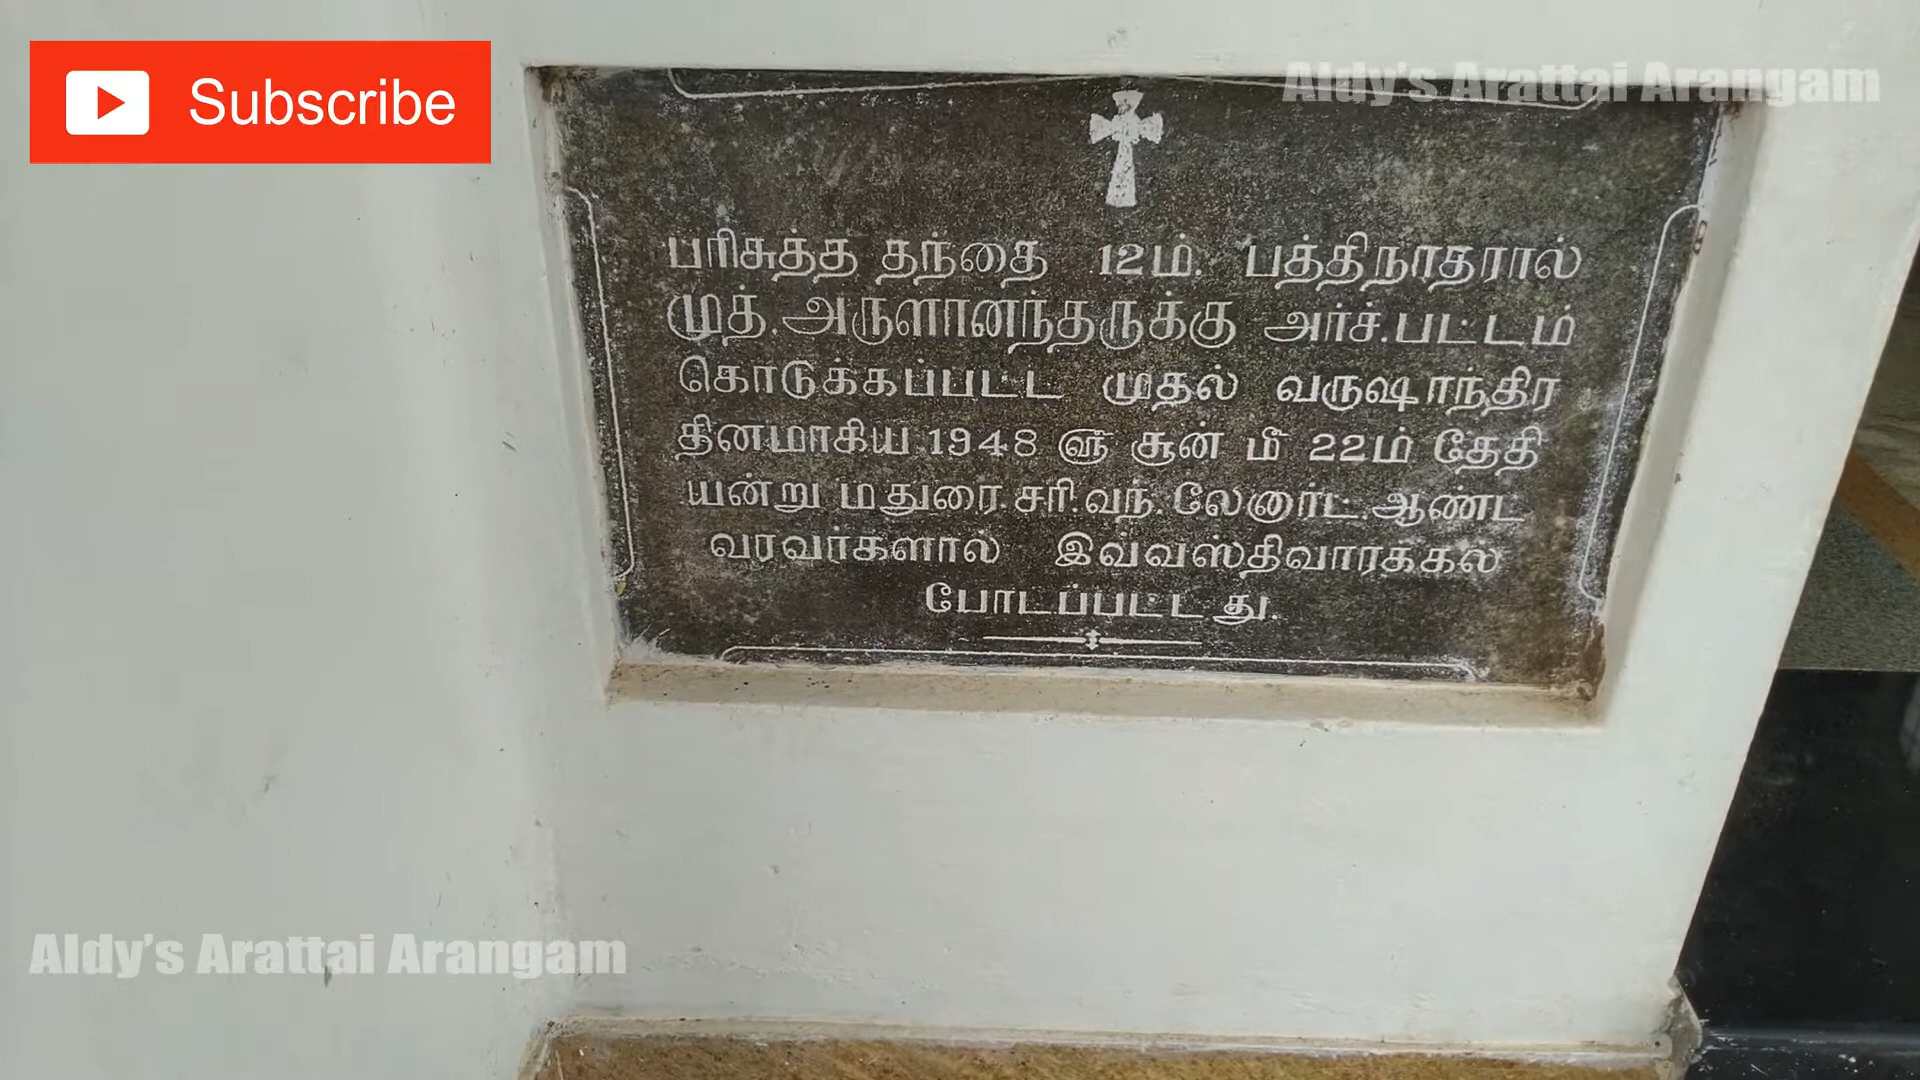 Subscribe
Aldy's Arattai Arangam
பரிசுத்த தந்தை 12ம். பத்திநாதரால்
முத். அருளானந்தருக்கு அர்ச். பட்டம்
கொடுக்கப்பட்ட முதல் வருஷாந்திர
தினமாகிய 1948 ௵ சூன் மீ 22ம் தேதி
யன்று மதுரை. சரி. வந். லேனார்ட். ஆண்ட
வரவர்களால் இவ்வஸ்திவாரக்கல்
போடப்பட்டது.
Aldy's Arattai Arangam